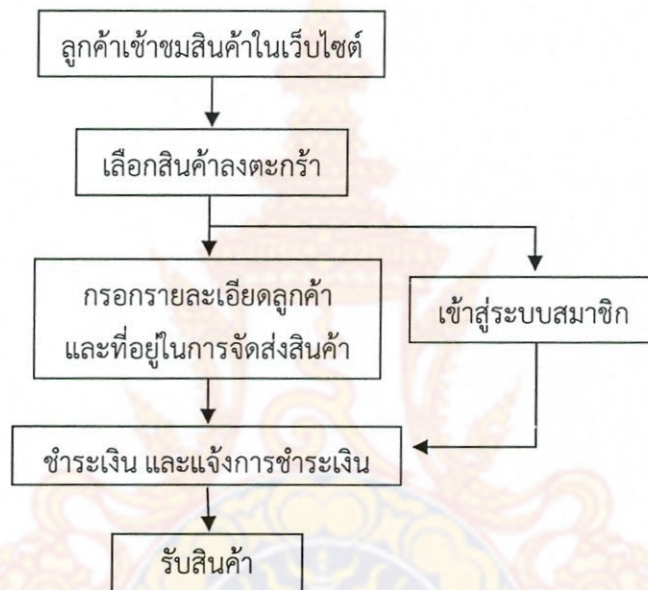 ลูกค้าเช้าชมสินค้าในเว็บไซต์
เลือกสินค้าลงตะกร้า
กรอกรายละเอียดลูกค้า
และที่อยู่ในการจัดส่งสินค้า
เข้าสู่ระบบสมาชิก
ชำระเงิน และแจ้งการชำระเงิน
รับสินค้า